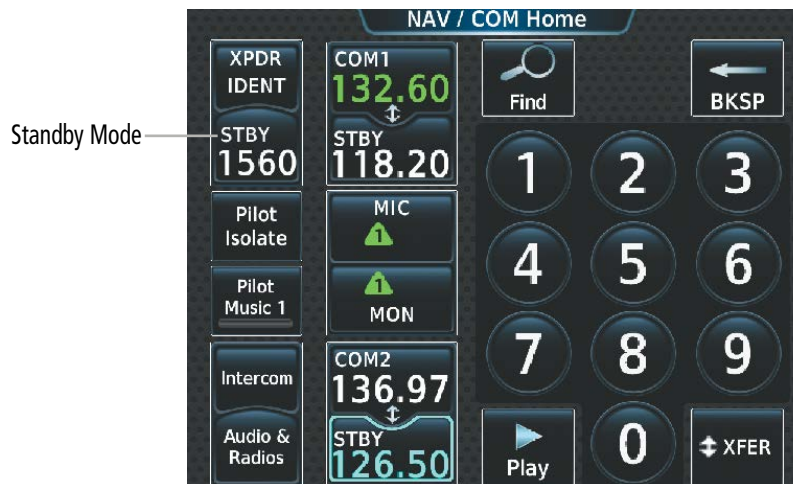 NAV / COM Home
Standby Mode
XPDR
IDENT
STBY
1560
Pilot
Isolate
Pilot
Music 1
Intercom
Audio &
Radios
COM1
132.60
STBY
118.20
MIC
1
1
MON
COM2
136.97
STBY
126.50
Find
BKSP
1
2
3
4
5
6
7
8
9
Play
0
XFER